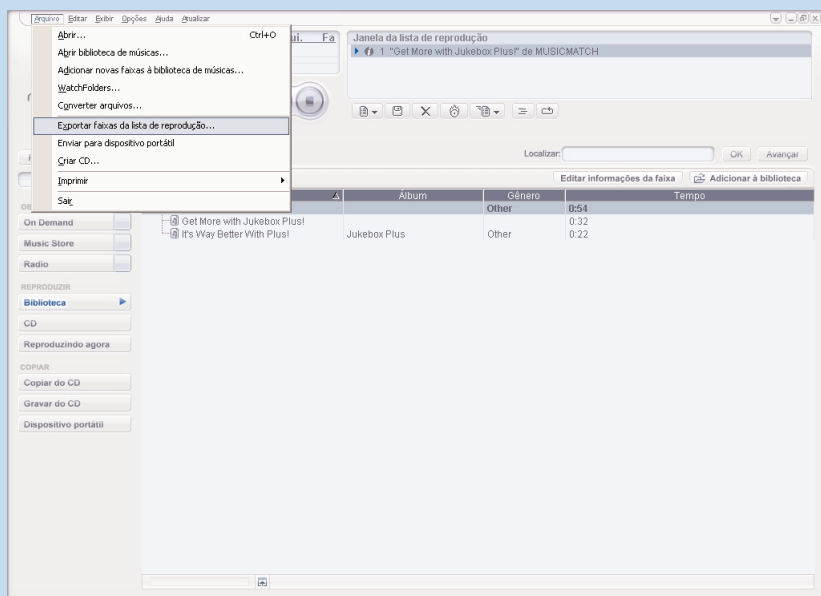 Arquivo Editar Exibir Opções Ajuda Atualizar
Abrir... Ctrl+O
Abrir biblioteca de músicas...
Adicionar novas faixas à biblioteca de músicas...
WatchFolders...
Converter arquivos...
Exportar faixas da lista de reprodução...
Enviar para dispositivo portátil
Criar CD...
Imprimir
Sair
ui. Fa
Janela da lista de reprodução
1 "Get More with Jukebox Plus!" de MUSICMATCH
Localizar: OK Avançar
Editar informações da faixa Adicionar à biblioteca
Álbum Gênero Tempo
Other 0:54
Get More with Jukebox Plus! 0:32
It's Way Better With Plus! Jukebox Plus Other 0:22
On Demand
Music Store
Radio
REPRODUZIR
Biblioteca
CD
Reproduzindo agora
COPIAR
Copiar do CD
Gravar do CD
Dispositivo portátil